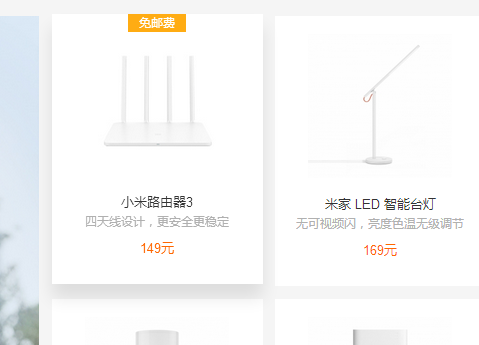 免邮费
小米路由器3
四天线设计，更安全更稳定
149元
米家 LED 智能台灯
无可视频闪，亮度色温无级调节
169元